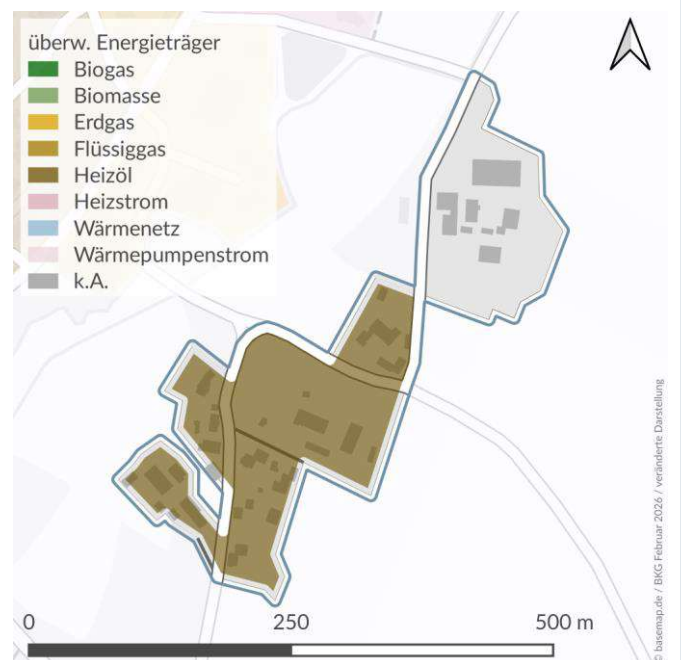 überw. Energieträger
Biogas
Biomasse
Erdgas
Flüssiggas
Heizöl
Heizstrom
Wärmenetz
Wärmepumpenstrom
k.A.
© basemap.de / BKG Februar 2026 / veränderte Darstellung
0 250 500 m